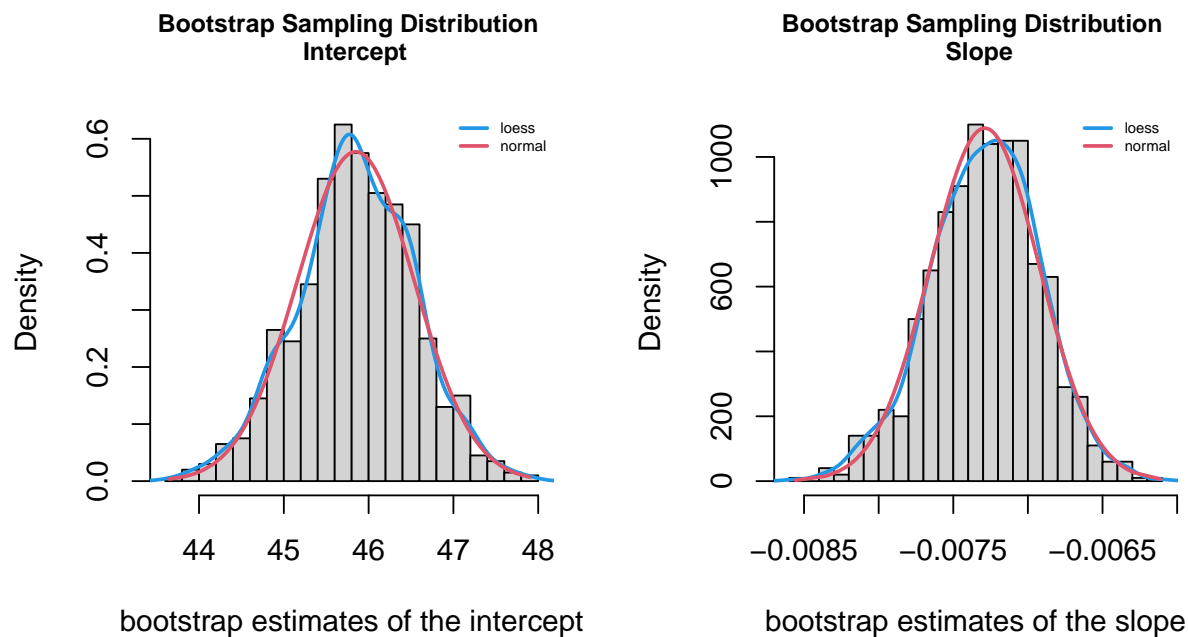 Bootstrap Sampling Distribution
Intercept
loess
normal
Density
0.0
0.2
0.4
0.6
44 45 46 47 48
bootstrap estimates of the intercept
Bootstrap Sampling Distribution
Slope
loess
normal
Density
0
200
600
1000
−0.0085 −0.0075 −0.0065
bootstrap estimates of the slope